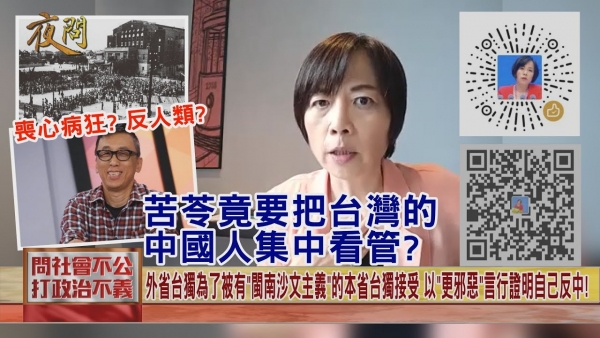 夜問
喪心病狂? 反人類?
苦苓竟要把台灣的
中國人集中看管?
問社會不公
打政治不義
外省台獨為了被有"閩南沙文主義"的本省台獨接受 以"更邪惡"言行證明自己反中!